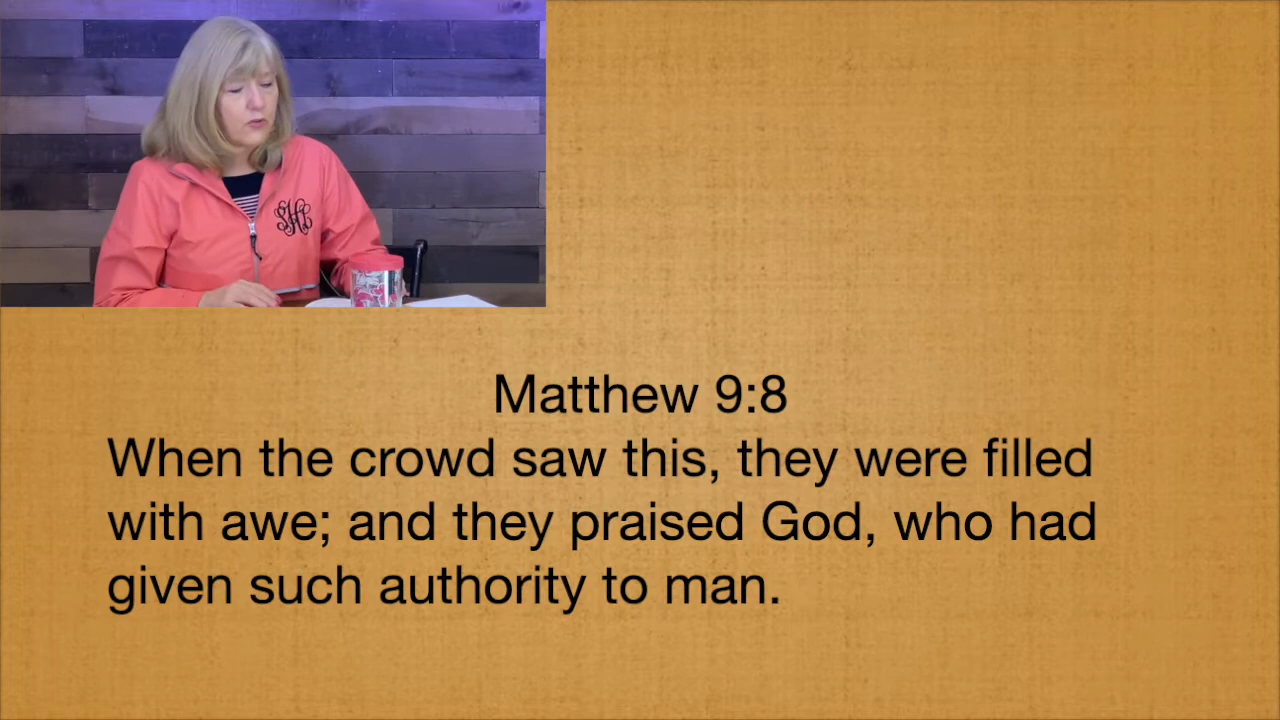 SHL
Matthew 9:8
When the crowd saw this, they were filled
with awe; and they praised God, who had
given such authority to man.